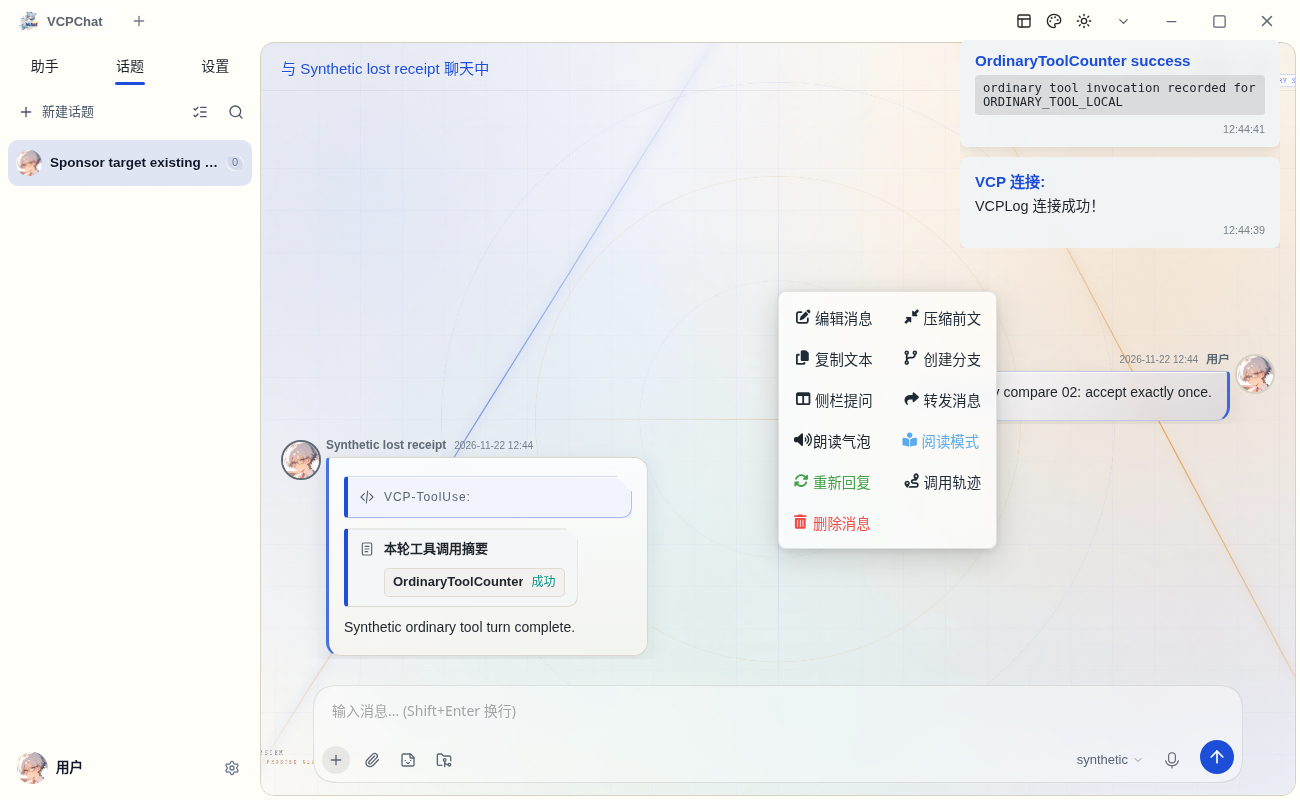 VCPChat
助手
话题
设置
新建话题
Sponsor target existing …
0
用户
与 Synthetic lost receipt 聊天中
OrdinaryToolCounter success
ordinary tool invocation recorded for
ORDINARY_TOOL_LOCAL
12:44:41
VCP 连接:
VCPLog 连接成功!
12:44:39
编辑消息
压缩前文
复制文本
创建分支
侧栏提问
转发消息
朗读气泡
阅读模式
重新回复
调用轨迹
删除消息
2026-11-22 12:44 用户
compare 02: accept exactly once.
Synthetic lost receipt 2026-11-22 12:44
VCP-ToolUse:
本轮工具调用摘要
OrdinaryToolCounter 成功
Synthetic ordinary tool turn complete.
输入消息... (Shift+Enter 换行)
synthetic